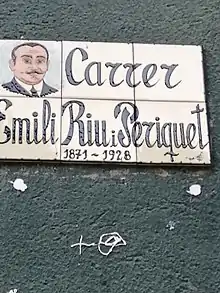 Carrer
Emili Riu i Periquet
1871 ~ 1928